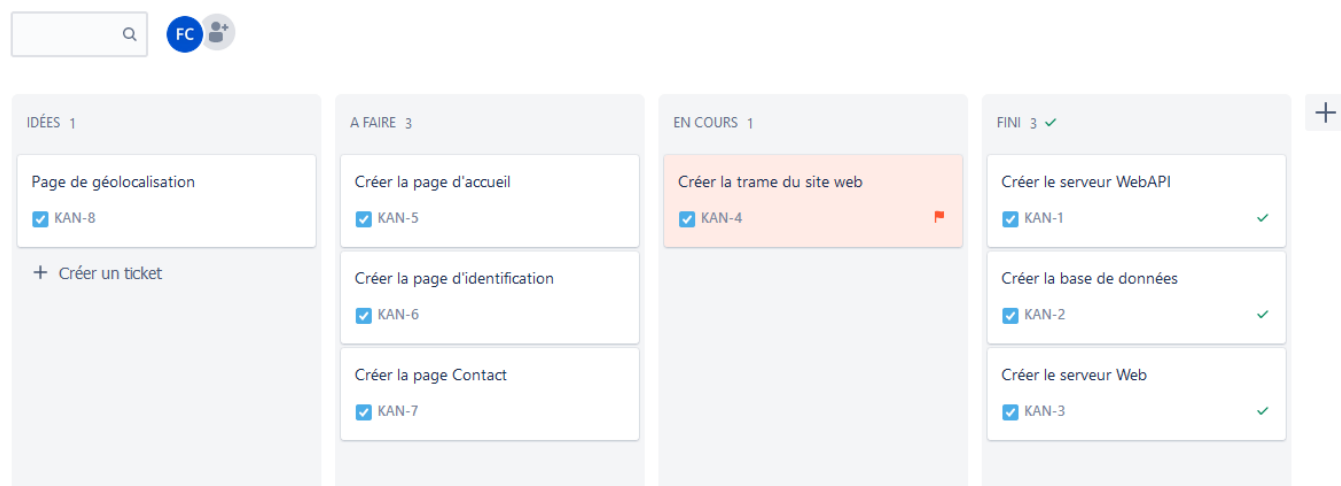 FC
IDÉES 1
Page de géolocalisation
KAN-8
Créer un ticket
A FAIRE 3
Créer la page d'accueil
KAN-5
Créer la page d'identification
KAN-6
Créer la page Contact
KAN-7
EN COURS 1
Créer la trame du site web
KAN-4
FINI 3
Créer le serveur WebAPI
KAN-1
Créer la base de données
KAN-2
Créer le serveur Web
KAN-3